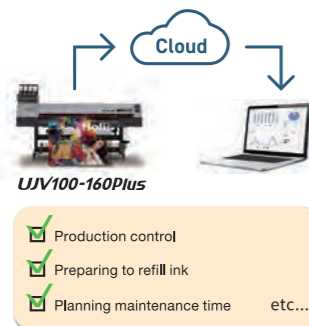 Cloud
UJV100-160Plus
Production control
Preparing to refill ink
Planning maintenance time etc...